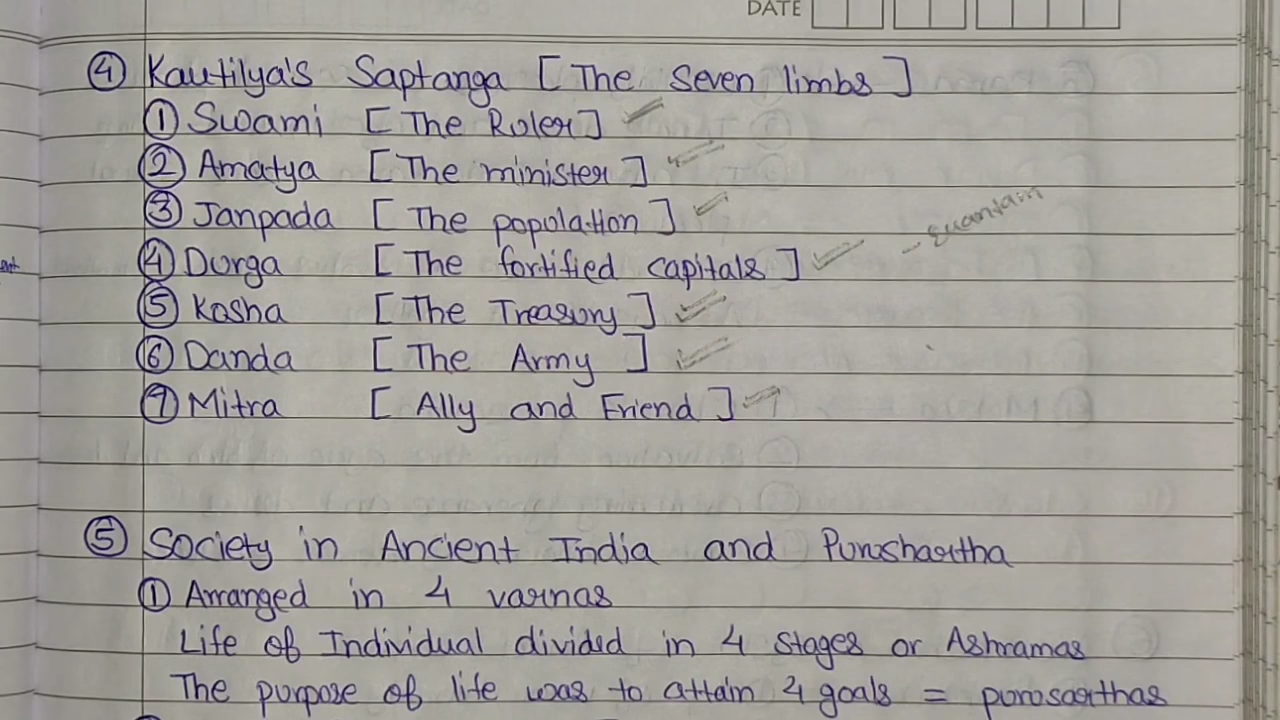 DATE
④ Kautilya's Saptanga [ The Seven limbs ]
① Swami [ The Ruler ]
② Amatya [ The minister ]
③ Janpada [ The population ]
④ Durga [ The fortified capitals ]
⑤ Kosha [ The Treasury ]
⑥ Danda [ The Army ]
⑦ Mitra [ Ally and Friend ]
⑤ Society in Ancient India and Purushartha
① Arranged in 4 varnas
Life of Individual divided in 4 stages or Ashramas
The purpose of life was to attain 4 goals = purusarthas